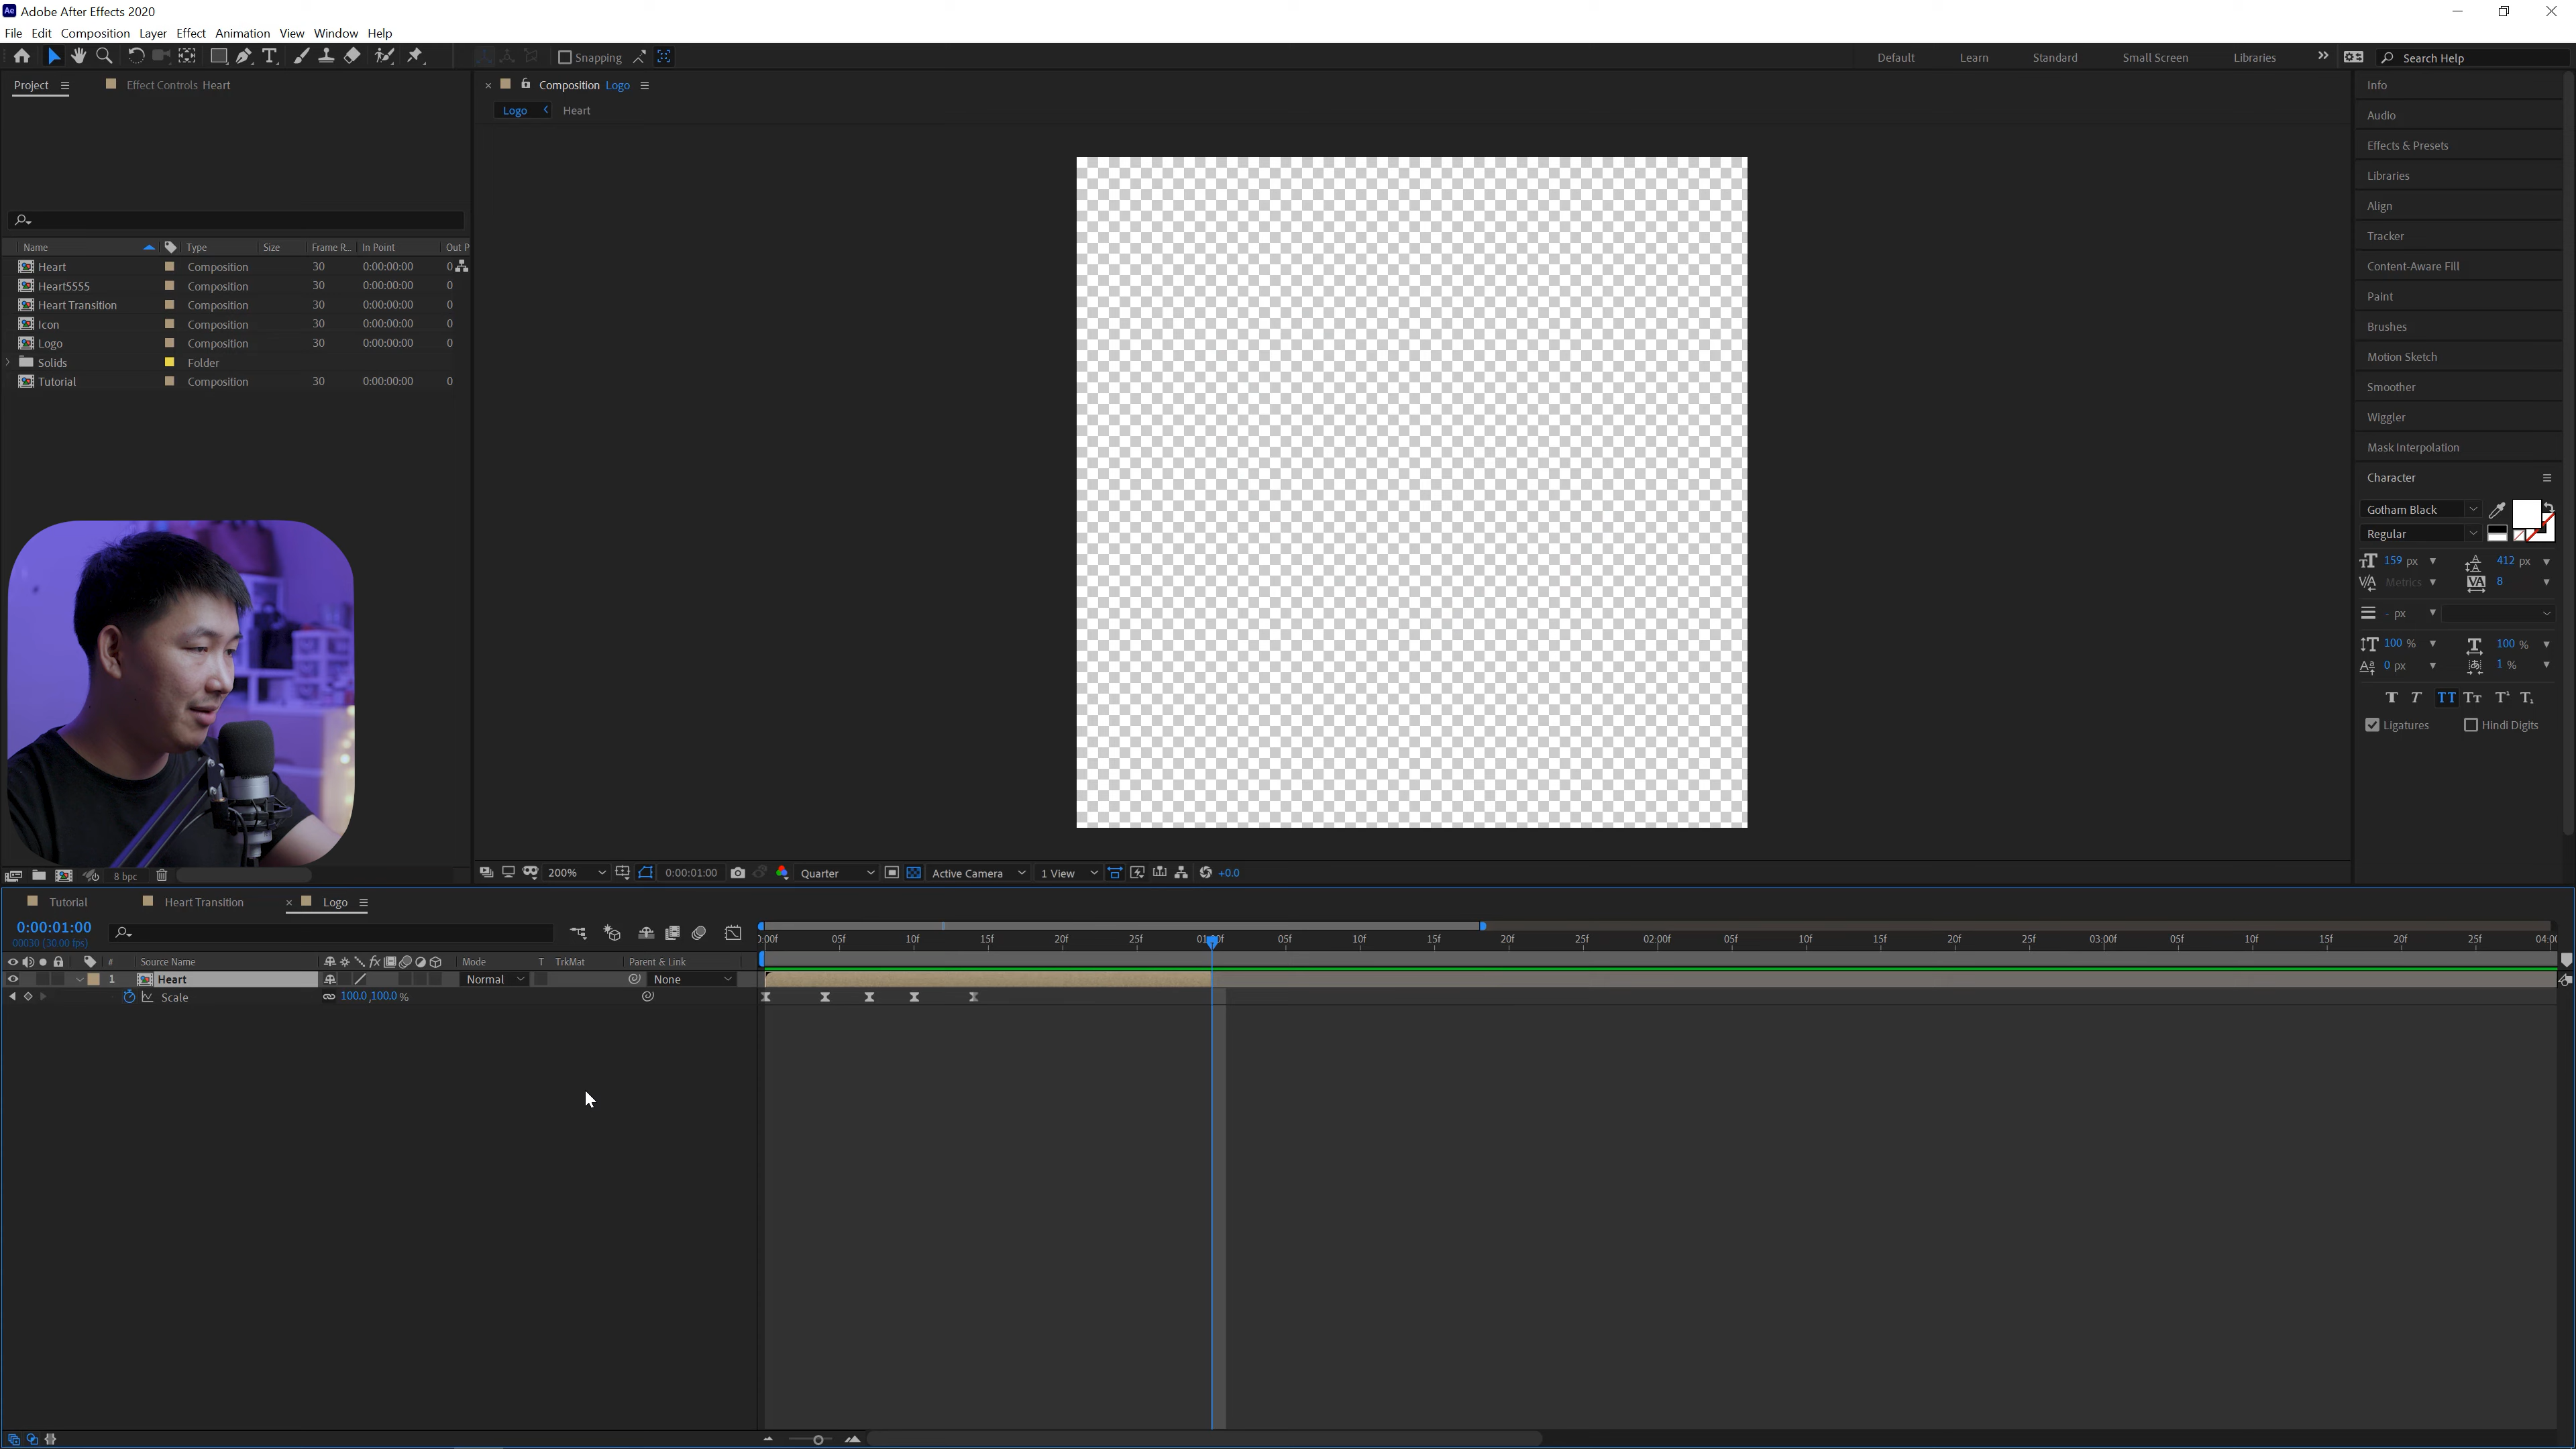 Ae Adobe After Effects 2020
File Edit Composition Layer Effect Animation View Window Help
Snapping Default Learn Standard Small Screen Libraries Search Help
Project Effect Controls Heart
Composition Logo
Logo Heart
Name Type Size Frame R... In Point Out P
Heart Composition 30 0:00:00:00 0
Heart5555 Composition 30 0:00:00:00 0
Heart Transition Composition 30 0:00:00:00 0
Icon Composition 30 0:00:00:00 0
Logo Composition 30 0:00:00:00 0
Solids Folder
Tutorial Composition 30 0:00:00:00 0
Info
Audio
Effects & Presets
Libraries
Align
Tracker
Content-Aware Fill
Paint
Brushes
Motion Sketch
Smoother
Wiggler
Mask Interpolation
Character
Gotham Black
Regular
159 px 412 px
Metrics 8
- px
100 % 100 %
0 px 1 %
T T TT Tt T¹ T₁
Ligatures Hindi Digits
8 bpc 200% 0:00:01:00 Quarter Active Camera 1 View +0.0
Tutorial Heart Transition Logo
0:00:01:00
00030 (30.00 fps)
):00f 05f 10f 15f 20f 25f 01:00f 05f 10f 15f 20f 25f 02:00f 05f 10f 15f 20f 25f 03:00f 05f 10f 15f 20f 25f 04:00
# Source Name Mode T TrkMat Parent & Link
1 Heart Normal None
Scale 100.0,100.0 %